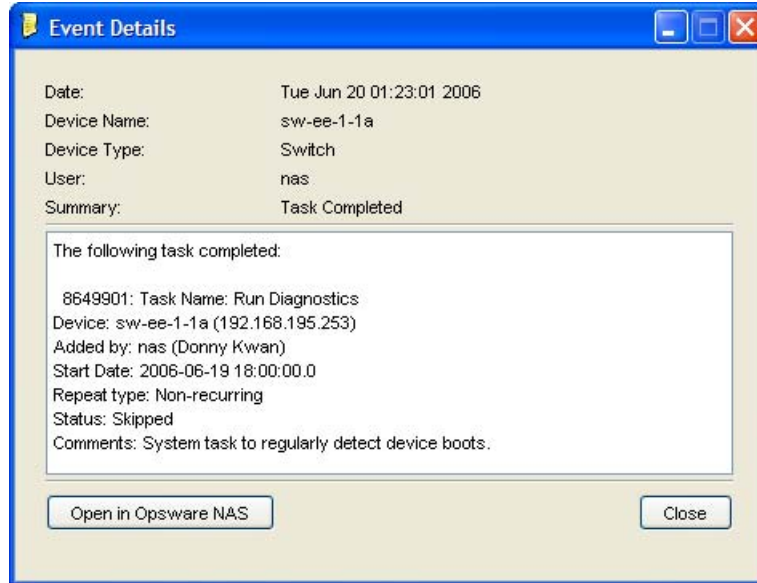 Event Details
Date: Tue Jun 20 01:23:01 2006
Device Name: sw-ee-1-1a
Device Type: Switch
User: nas
Summary: Task Completed
The following task completed:
8649901: Task Name: Run Diagnostics
Device: sw-ee-1-1a (192.168.195.253)
Added by: nas (Donny Kwan)
Start Date: 2006-06-19 18:00:00.0
Repeat type: Non-recurring
Status: Skipped
Comments: System task to regularly detect device boots.
Open in Opsware NAS Close